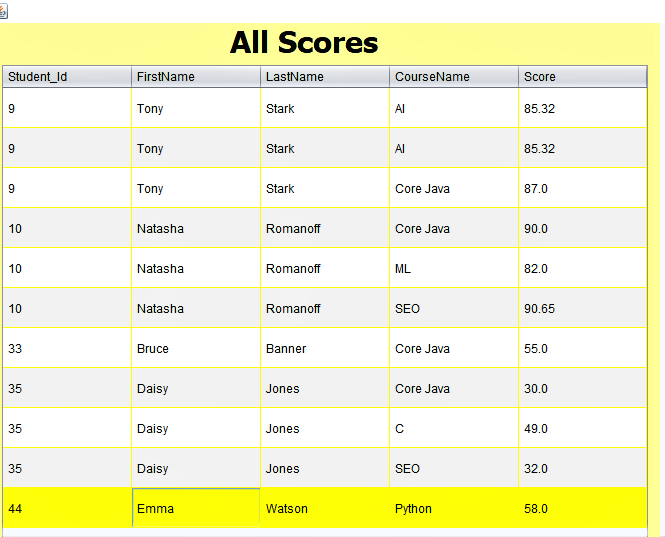 All Scores
Student_Id FirstName LastName CourseName Score
9 Tony Stark AI 85.32
9 Tony Stark AI 85.32
9 Tony Stark Core Java 87.0
10 Natasha Romanoff Core Java 90.0
10 Natasha Romanoff ML 82.0
10 Natasha Romanoff SEO 90.65
33 Bruce Banner Core Java 55.0
35 Daisy Jones Core Java 30.0
35 Daisy Jones C 49.0
35 Daisy Jones SEO 32.0
44 Emma Watson Python 58.0